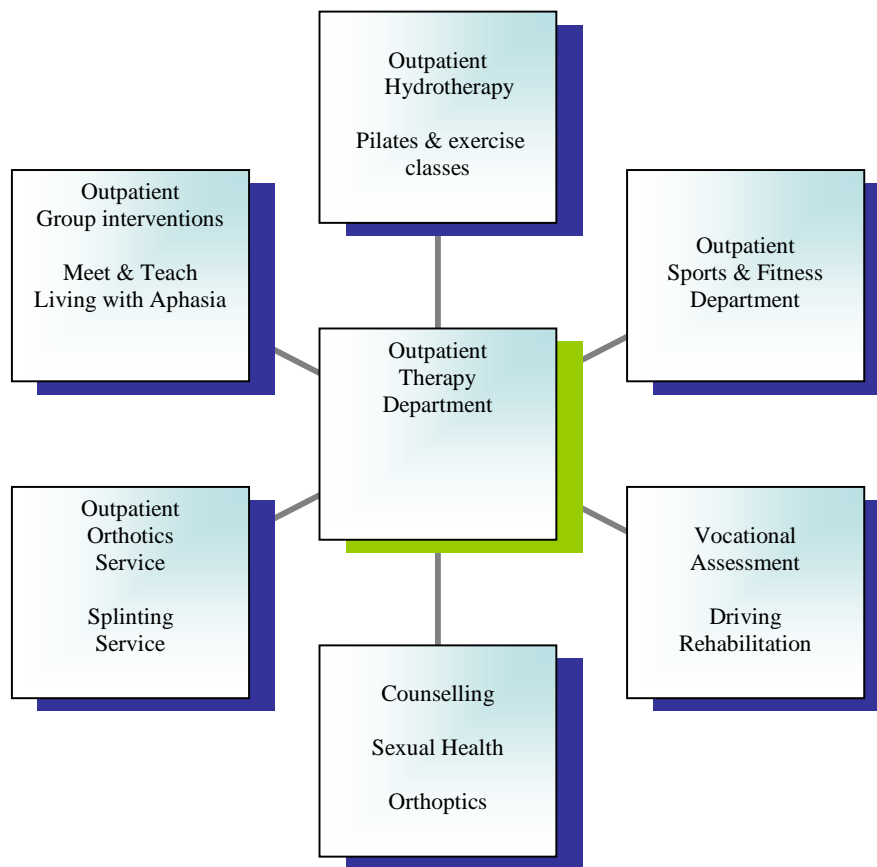 Outpatient
Hydrotherapy
Pilates & exercise
classes
Outpatient
Group interventions
Meet & Teach
Living with Aphasia
Outpatient
Sports & Fitness
Department
Outpatient
Therapy
Department
Outpatient
Orthotics
Service
Splinting
Service
Vocational
Assessment
Driving
Rehabilitation
Counselling
Sexual Health
Orthoptics